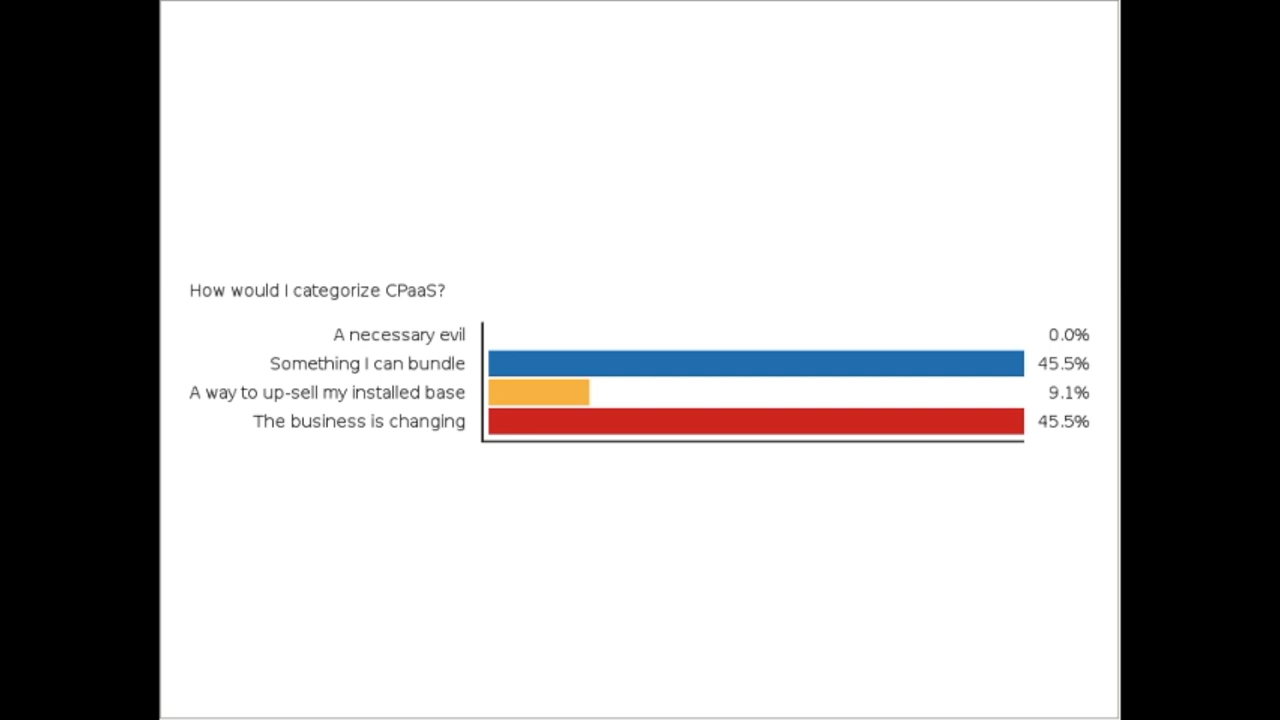 How would I categorize CPaaS?
A necessary evil 0.0%
Something I can bundle 45.5%
A way to up-sell my installed base 9.1%
The business is changing 45.5%